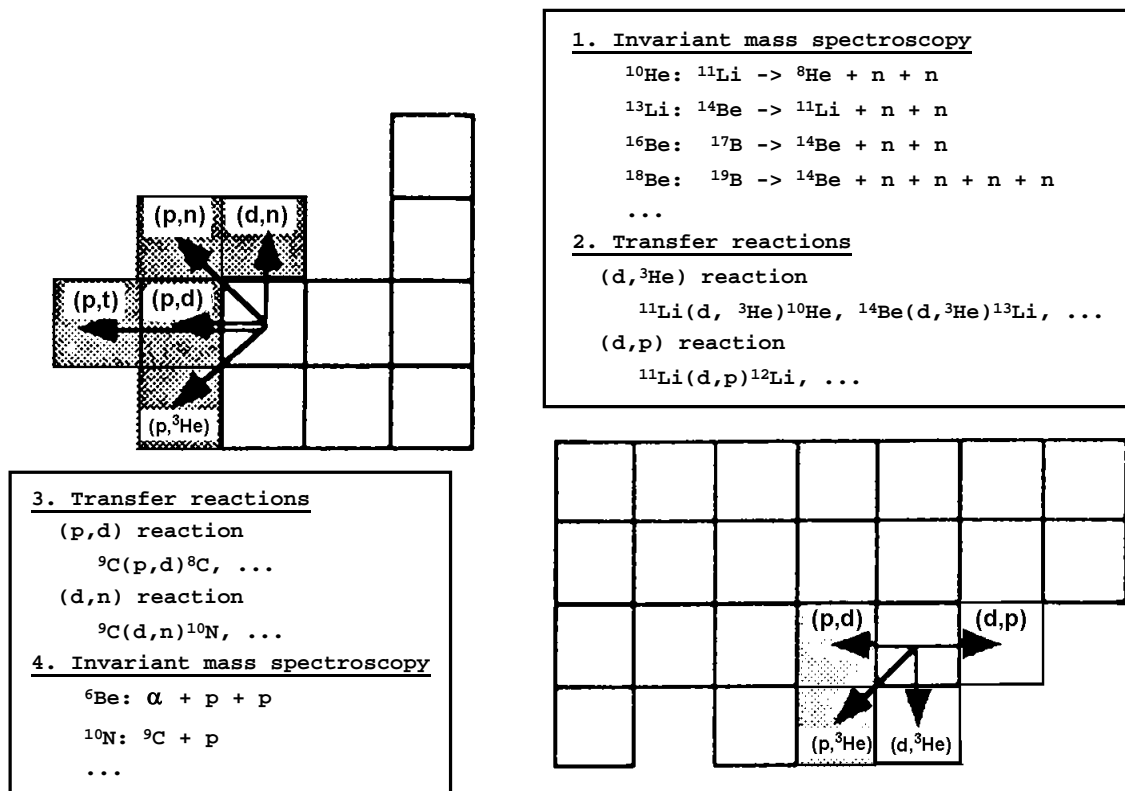 1. Invariant mass spectroscopy
¹⁰He: ¹¹Li -> ⁸He + n + n
¹³Li: ¹⁴Be -> ¹¹Li + n + n
¹⁶Be: ¹⁷B -> ¹⁴Be + n + n
¹⁸Be: ¹⁹B -> ¹⁴Be + n + n + n + n
...
2. Transfer reactions
(d,³He) reaction
¹¹Li(d, ³He)¹⁰He, ¹⁴Be(d,³He)¹³Li, ...
(d,p) reaction
¹¹Li(d,p)¹²Li, ...
(p,n) (d,n)
(p,t) (p,d)
(p,³He)
3. Transfer reactions
(p,d) reaction
⁹C(p,d)⁸C, ...
(d,n) reaction
⁹C(d,n)¹⁰N, ...
4. Invariant mass spectroscopy
⁶Be: α + p + p
¹⁰N: ⁹C + p
...
(p,d) (d,p)
(p,³He) (d,³He)